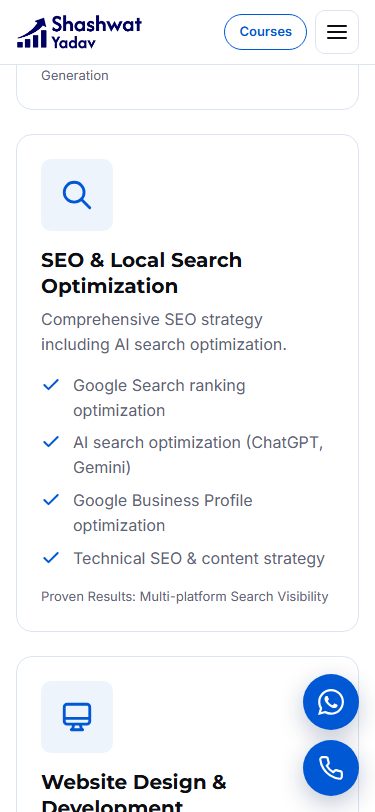 Shashwat
Yadav
Courses
Generation
SEO & Local Search
Optimization
Comprehensive SEO strategy
including AI search optimization.
Google Search ranking
optimization
AI search optimization (ChatGPT,
Gemini)
Google Business Profile
optimization
Technical SEO & content strategy
Proven Results: Multi-platform Search Visibility
Website Design &
Development